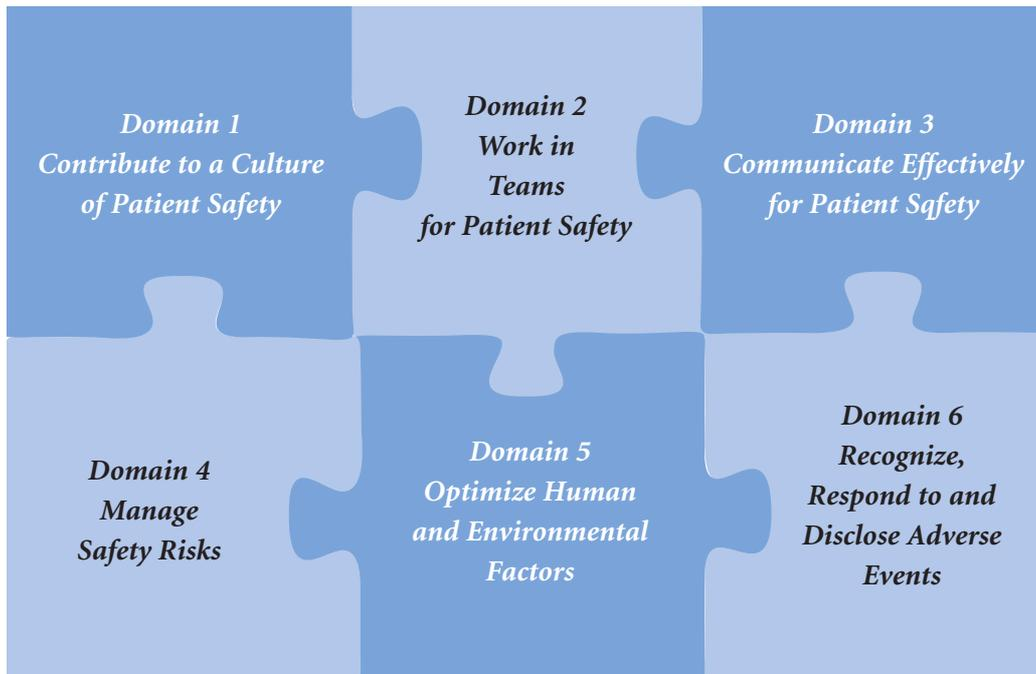 Domain 1
Contribute to a Culture
of Patient Safety
Domain 2
Work in
Teams
for Patient Safety
Domain 3
Communicate Effectively
for Patient Sqfety
Domain 4
Manage
Safety Risks
Domain 5
Optimize Human
and Environmental
Factors
Domain 6
Recognize,
Respond to and
Disclose Adverse
Events